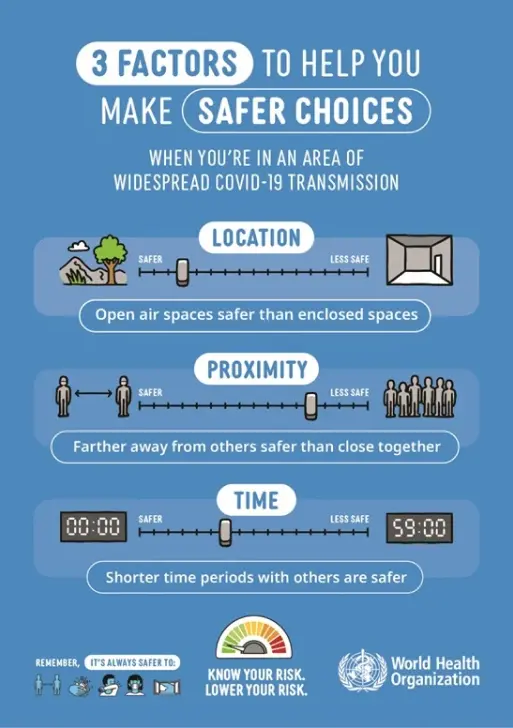 3 FACTORS TO HELP YOU
MAKE SAFER CHOICES
WHEN YOU'RE IN AN AREA OF
WIDESPREAD COVID-19 TRANSMISSION
LOCATION
SAFER
LESS SAFE
Open air spaces safer than enclosed spaces
PROXIMITY
SAFER
LESS SAFE
Farther away from others safer than close together
TIME
SAFER
LESS SAFE
00:00
59:00
Shorter time periods with others are safer
REMEMBER, IT'S ALWAYS SAFER TO:
KNOW YOUR RISK.
LOWER YOUR RISK.
World Health
Organization